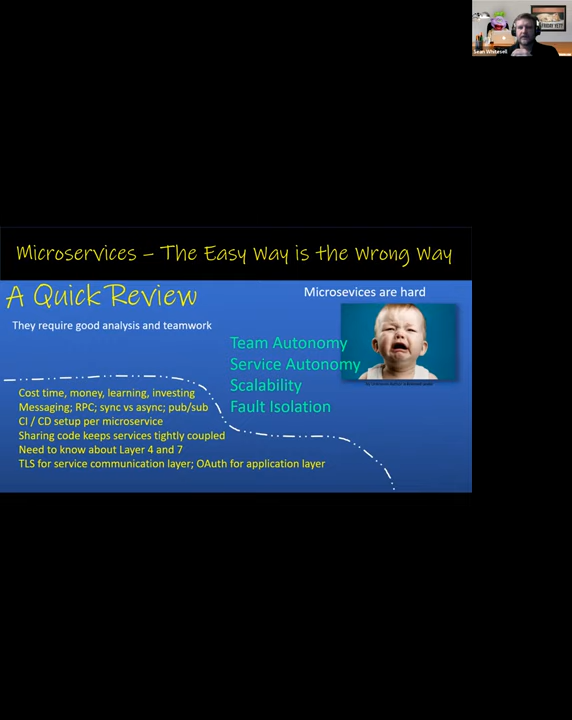 Sean Whitesell
Microservices – The Easy Way is the Wrong Way
A Quick Review
Microsevices are hard
They require good analysis and teamwork
Team Autonomy
Service Autonomy
Scalability
Fault Isolation
Cost time, money, learning, investing
Messaging; RPC; sync vs async; pub/sub
CI / CD setup per microservice
Sharing code keeps services tightly coupled
Need to know about Layer 4 and 7
TLS for service communication layer; OAuth for application layer